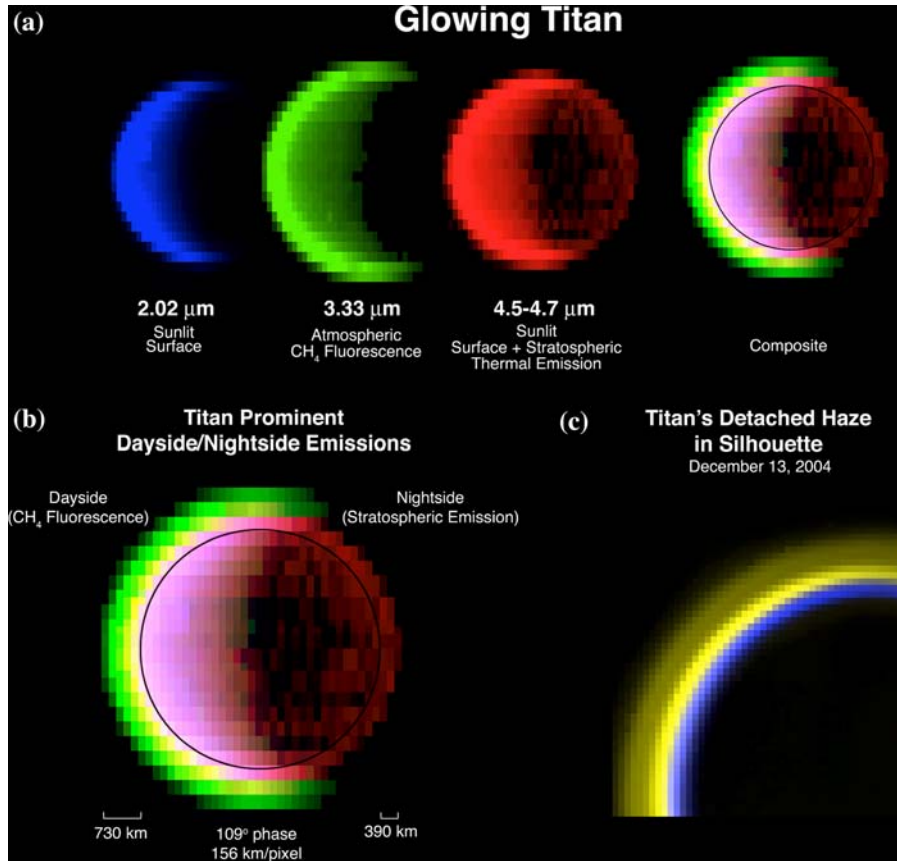 (a)
Glowing Titan
2.02 μm
Sunlit
Surface
3.33 μm
Atmospheric
CH₄ Fluorescence
4.5-4.7 μm
Sunlit
Surface + Stratospheric
Thermal Emission
Composite
(b)
Titan Prominent
Dayside/Nightside Emissions
Dayside
(CH₄ Fluorescence)
Nightside
(Stratospheric Emission)
730 km
109° phase
156 km/pixel
390 km
(c)
Titan's Detached Haze
in Silhouette
December 13, 2004